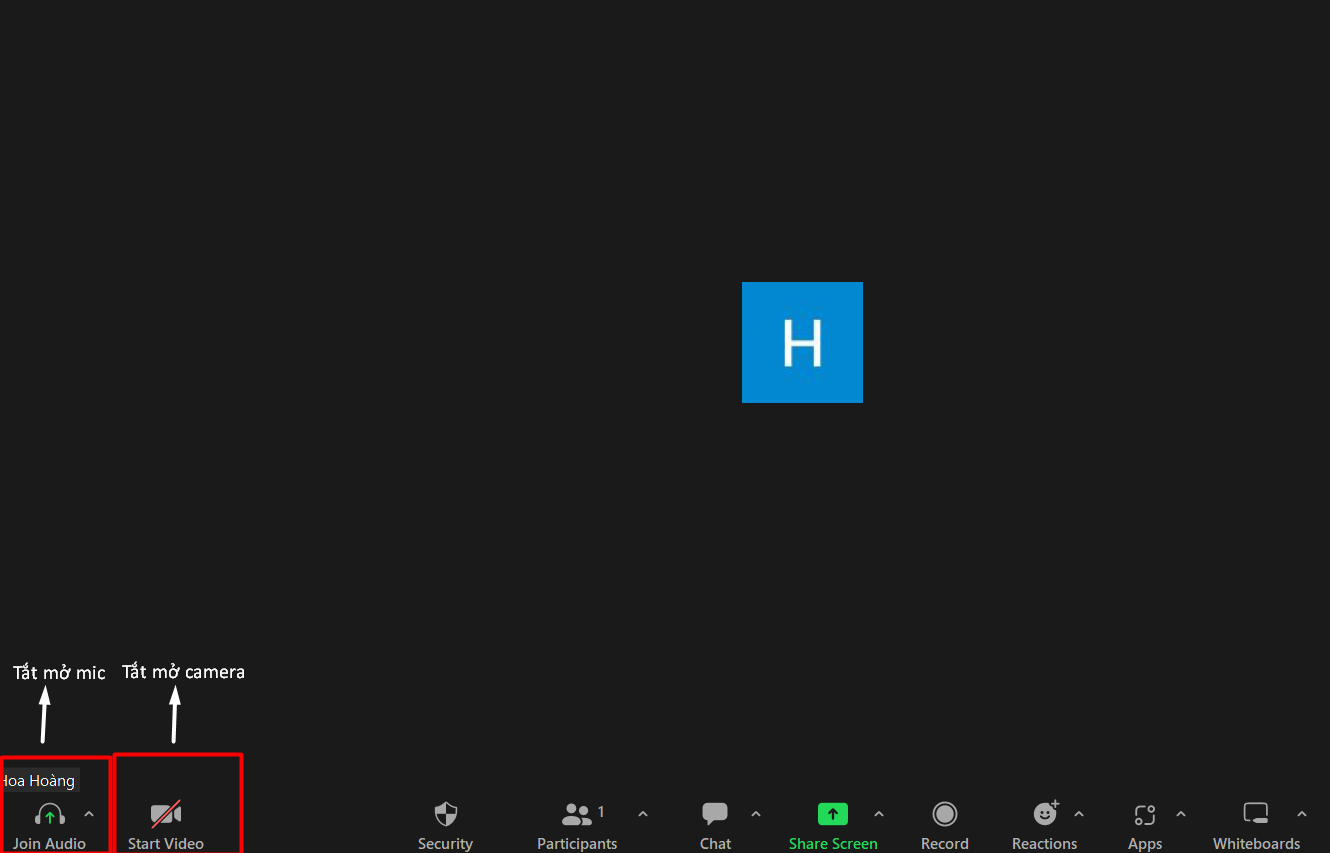 H
Tắt mở mic
Tắt mở camera
Hoa Hoàng
1
Join Audio
Start Video
Security
Participants
Chat
Share Screen
Record
Reactions
Apps
Whiteboards